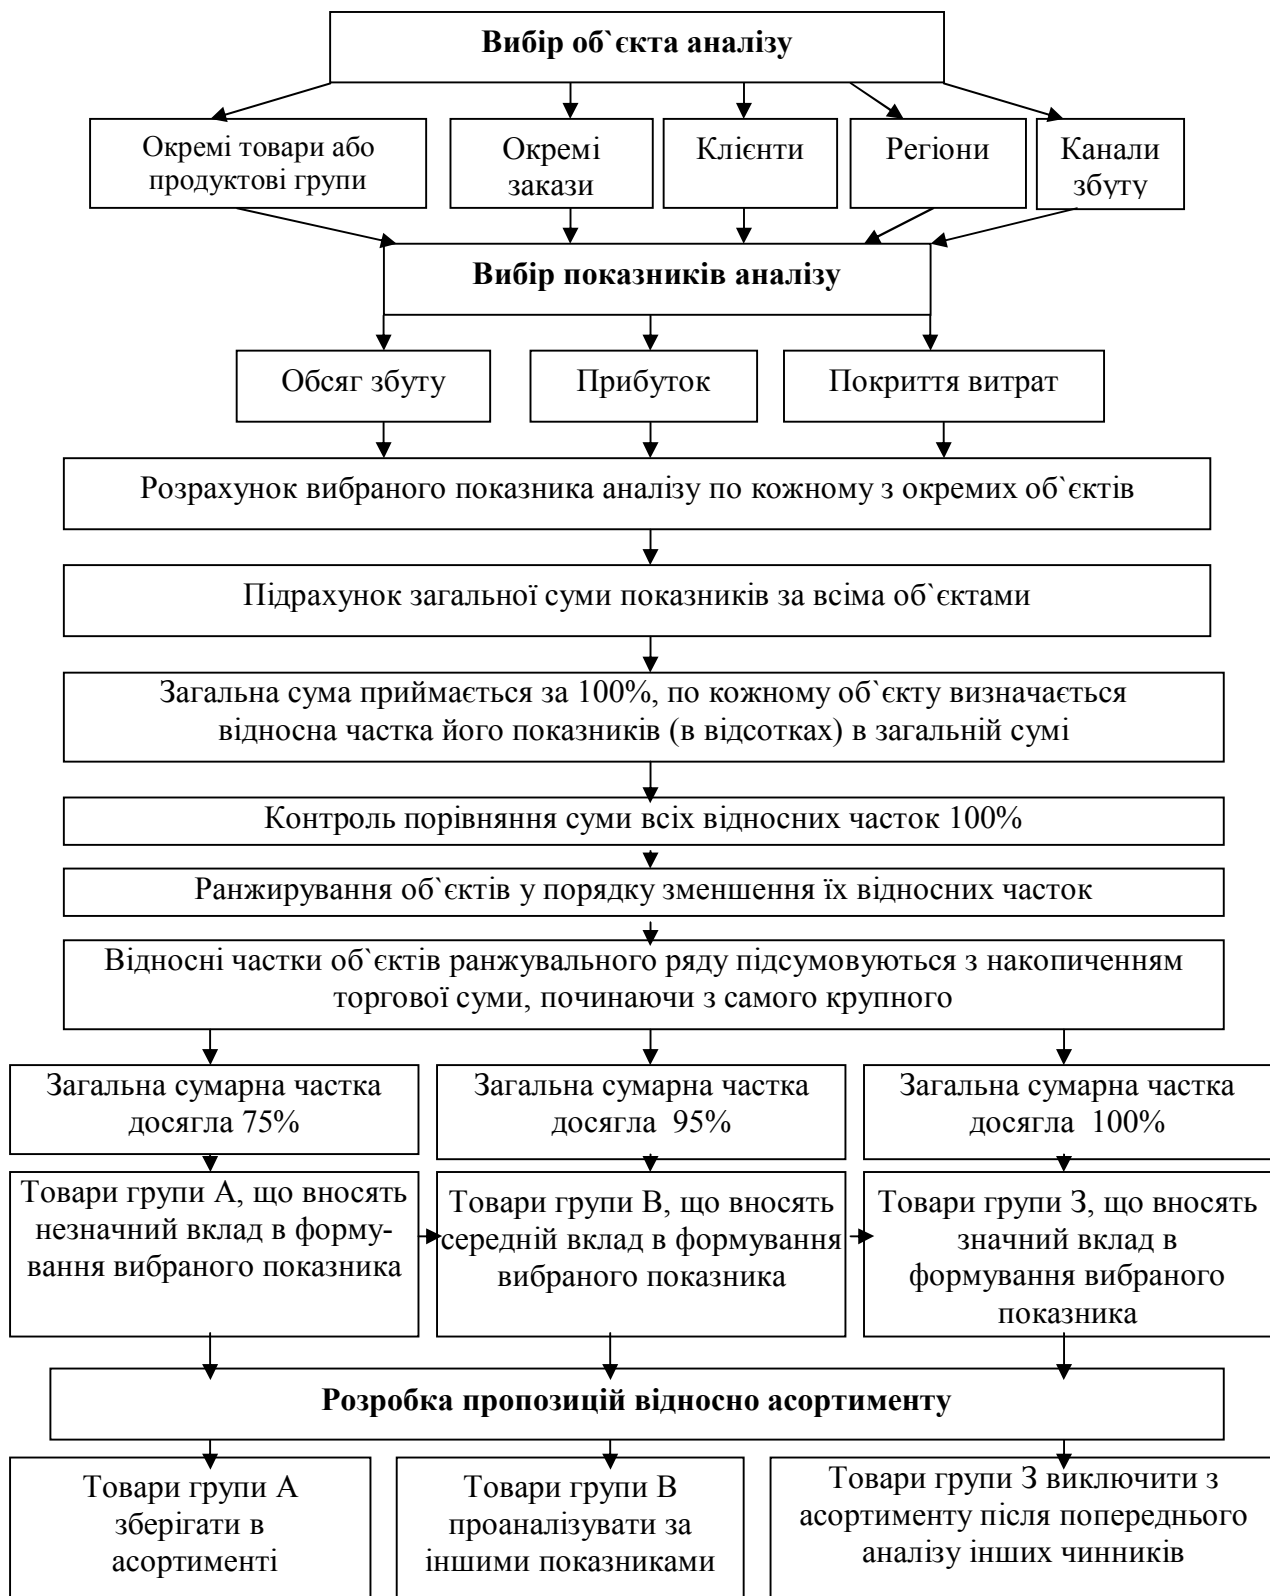 Вибір об`єкта аналізу
Окремі товари або
продуктові групи
Окремі
закази
Клієнти
Регіони
Канали
збуту
Вибір показників аналізу
Обсяг збуту
Прибуток
Покриття витрат
Розрахунок вибраного показника аналізу по кожному з окремих об`єктів
Підрахунок загальної суми показників за всіма об`єктами
Загальна сума приймається за 100%, по кожному об`єкту визначається
відносна частка його показників (в відсотках) в загальній сумі
Контроль порівняння суми всіх відносних часток 100%
Ранжирування об`єктів у порядку зменшення їх відносних часток
Відносні частки об`єктів ранжувального ряду підсумовуються з накопиченням
торгової суми, починаючи з самого крупного
Загальна сумарна частка
досягла 75%
Загальна сумарна частка
досягла  95%
Загальна сумарна частка
досягла  100%
Товари групи А, що вносять
незначний вклад в форму-
вання вибраного показника
Товари групи В, що вносять
середній вклад в формування
вибраного показника
Товари групи З, що вносять
значний вклад в
формування вибраного
показника
Розробка пропозицій відносно асортименту
Товари групи А
зберігати в
асортименті
Товари групи В
проаналізувати за
іншими показниками
Товари групи З виключити з
асортименту після попереднього
аналізу інших чинників